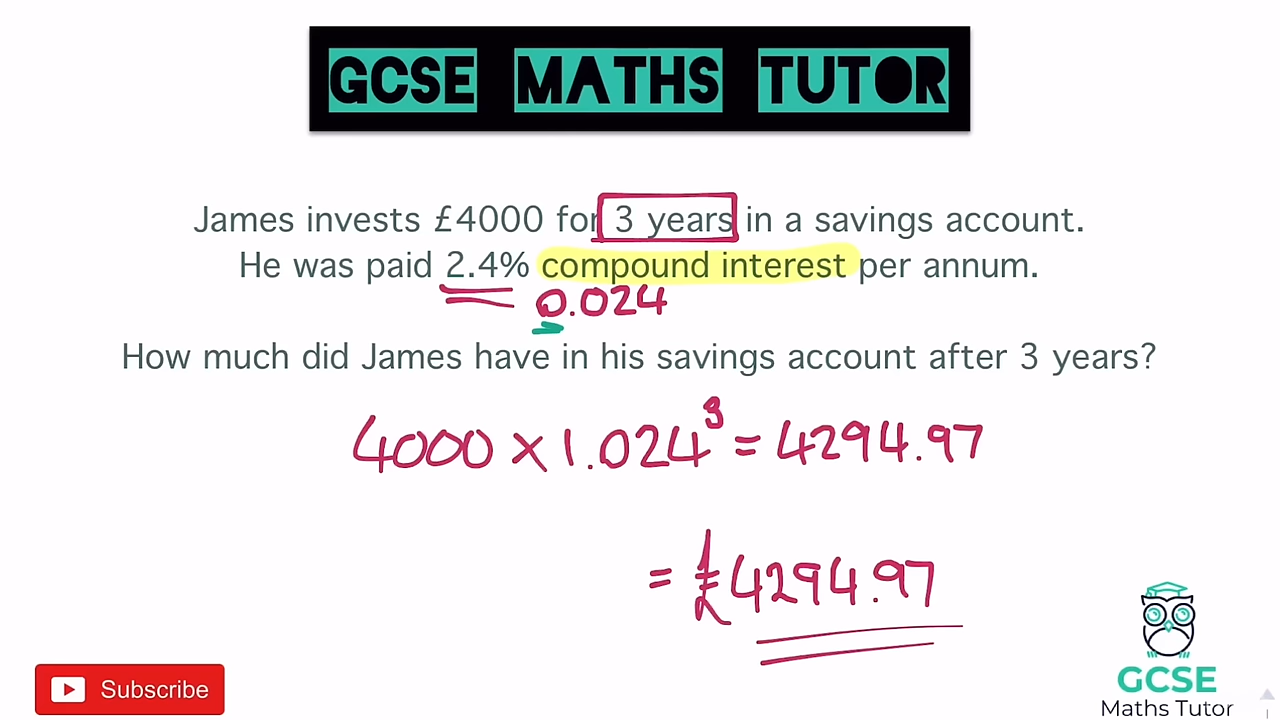 GCSE MATHS TUTOR
James invests £4000 for 3 years in a savings account.
He was paid 2.4% compound interest per annum.
0.024
How much did James have in his savings account after 3 years?
4000 × 1.024³ = 4294.97
= £4294.97
Subscribe
GCSE
Maths Tutor